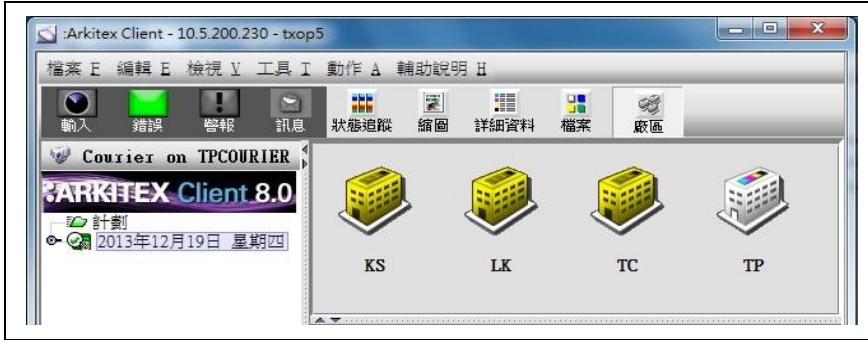 :Arkitex Client - 10.5.200.230 - txop5
檔案 F 編輯 E 檢視 V 工具 T 動作 A 輔助說明 H
輸入 錯誤 警報 訊息 狀態追蹤 縮圖 詳細資料 檔案 廠區
Courier on TPCOURIER
:ARKITEX Client 8.0
計劃
2013年12月19日 星期四
KS LK TC TP